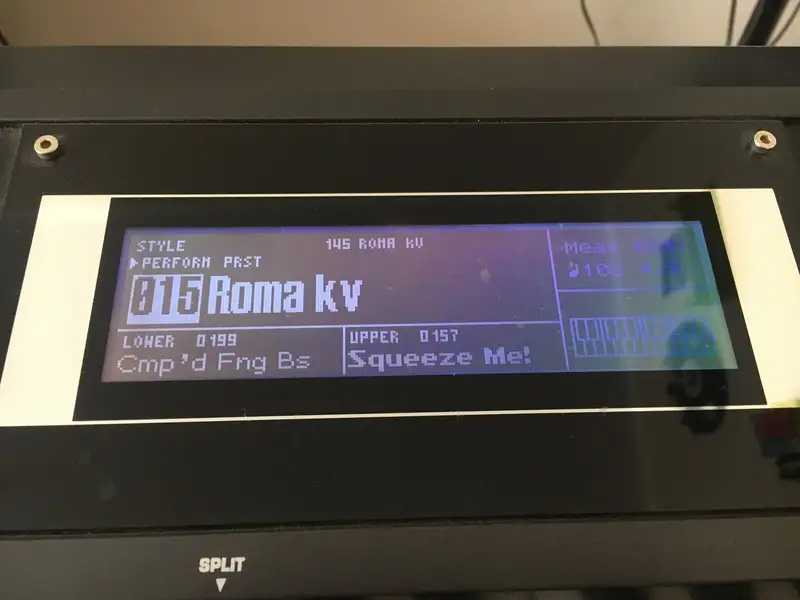 STYLE 145 ROMA kV
PERFORM PRST
015 Roma kv
LOWER 0199
Cmp'd Fng Bs
UPPER 0157
Squeeze Me!
Meas
SPLIT